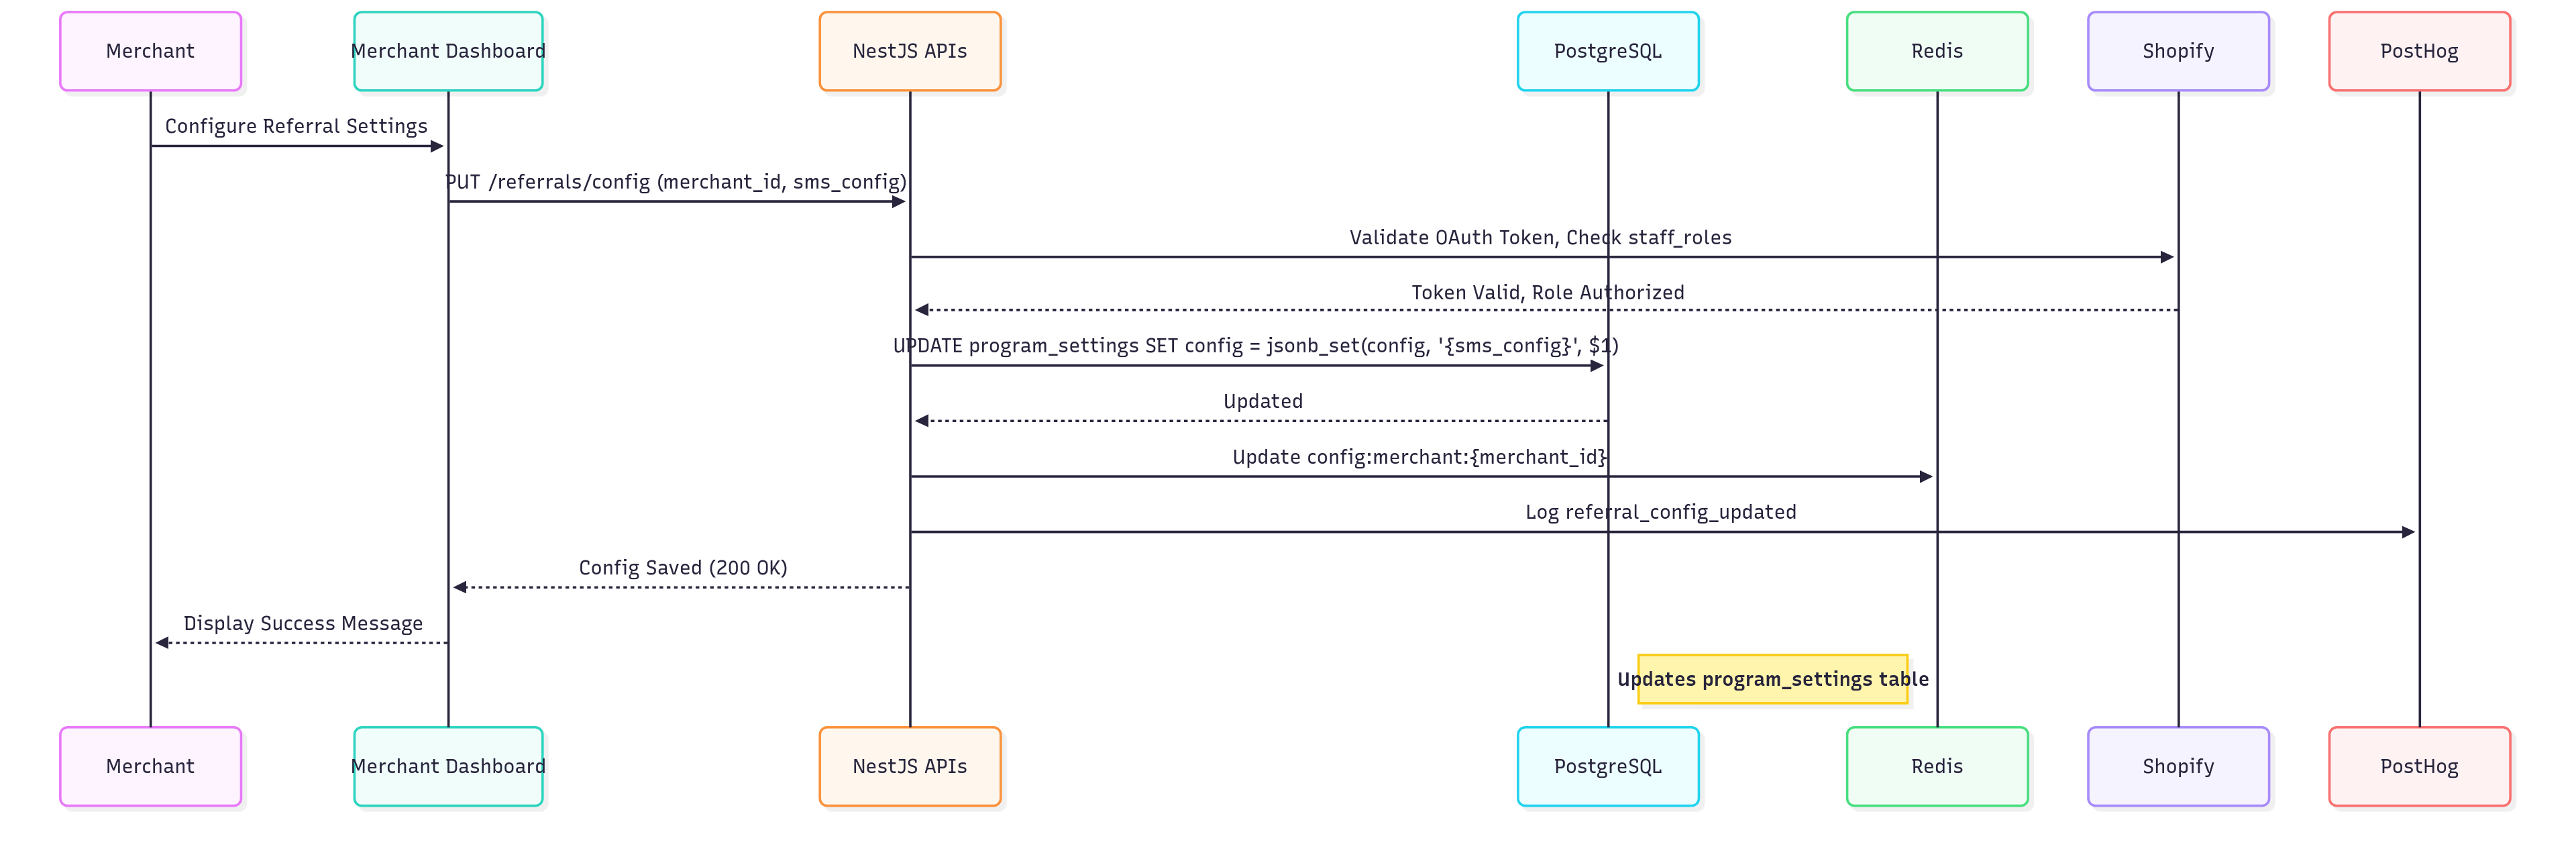 Merchant
Merchant Dashboard
NestJS APIs
PostgreSQL
Redis
Shopify
PostHog
Configure Referral Settings
PUT /referrals/config (merchant_id, sms_config)
Validate OAuth Token, Check staff_roles
Token Valid, Role Authorized
UPDATE program_settings SET config = jsonb_set(config, '{sms_config}', $1)
Updated
Update config:merchant:{merchant_id}
Log referral_config_updated
Config Saved (200 OK)
Display Success Message
Updates program_settings table
Merchant
Merchant Dashboard
NestJS APIs
PostgreSQL
Redis
Shopify
PostHog